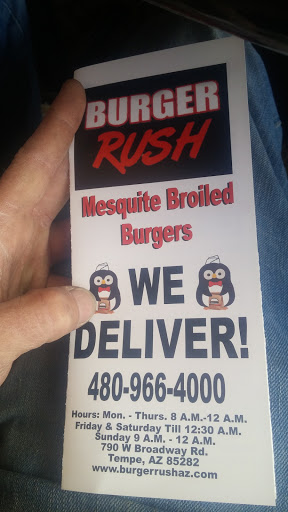 BURGER
RUSH
Mesquite Broiled
Burgers
WE
DELIVER!
480-966-4000
Hours: Mon. - Thurs. 8 A.M.-12 A.M.
Friday & Saturday Till 12:30 A.M.
Sunday 9 A.M. - 12 A.M.
790 W Broadway Rd.
Tempe, AZ 85282
www.burgerrushaz.com